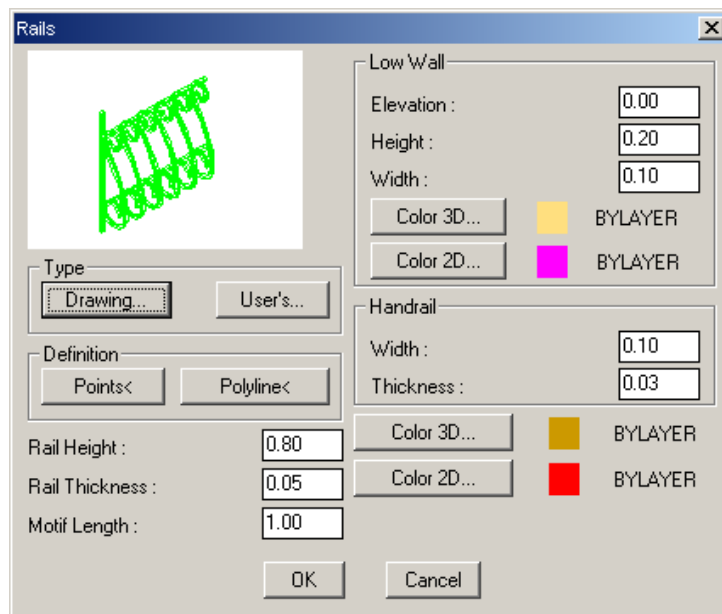 Rails
Low Wall
Elevation : 0.00
Height : 0.20
Width : 0.10
Color 3D... BYLAYER
Color 2D... BYLAYER
Type
Drawing... User's...
Definition
Points< Polyline<
Handrail
Width : 0.10
Thickness : 0.03
Color 3D... BYLAYER
Color 2D... BYLAYER
Rail Height : 0.80
Rail Thickness : 0.05
Motif Length : 1.00
OK Cancel